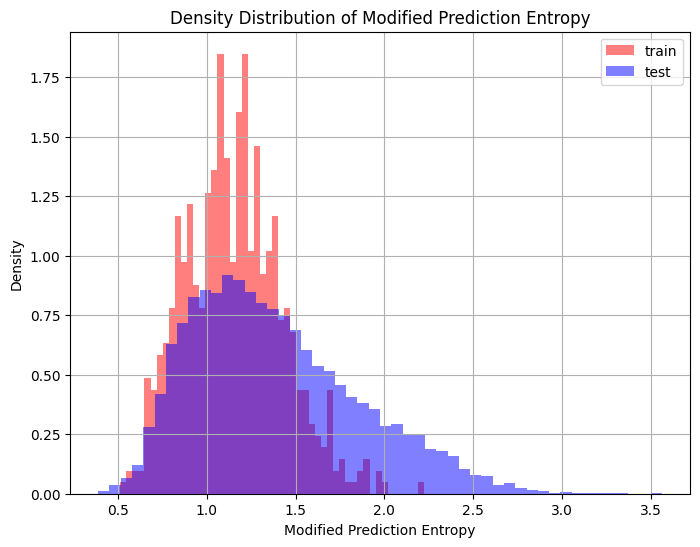 Density Distribution of Modified Prediction Entropy
train
test
1.75
1.50
1.25
1.00
0.75
0.50
0.25
0.00
Density
0.5 1.0 1.5 2.0 2.5 3.0 3.5
Modified Prediction Entropy